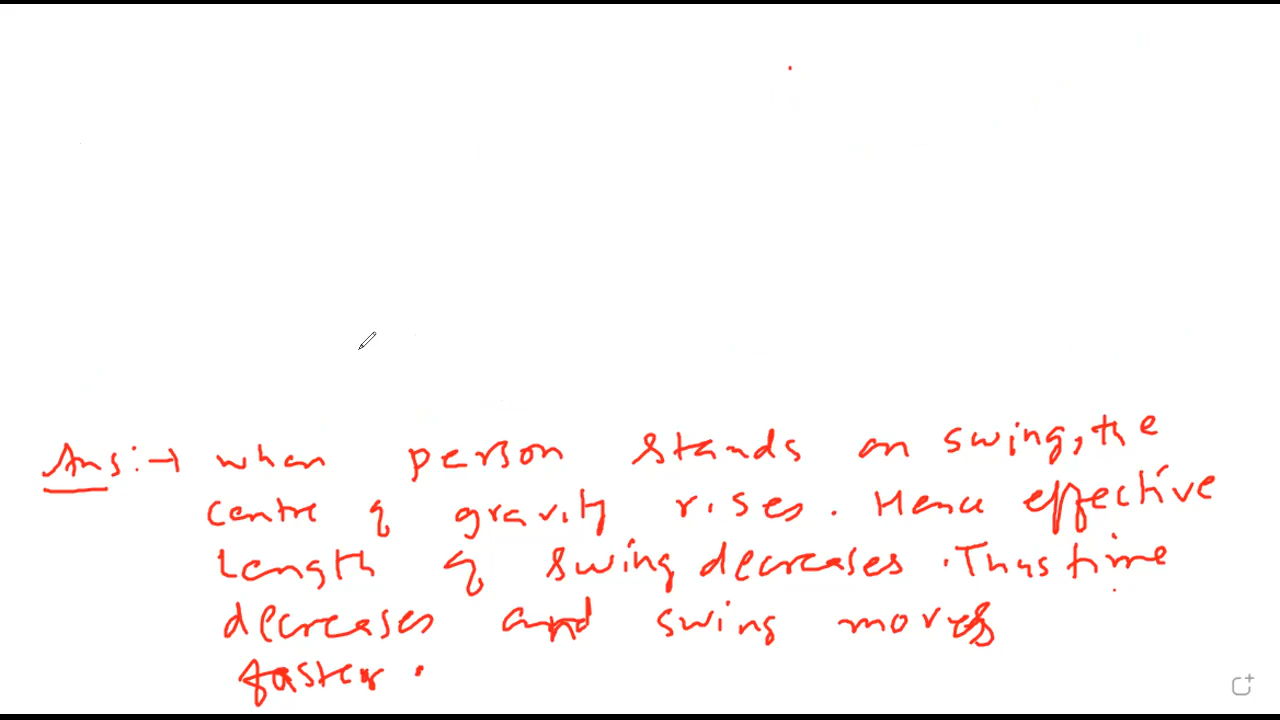 Ans:→ when person stands on swing, the
centre of gravity rises. Hence effective
length of swing decreases. Thus time
decreases and swing moves
faster.